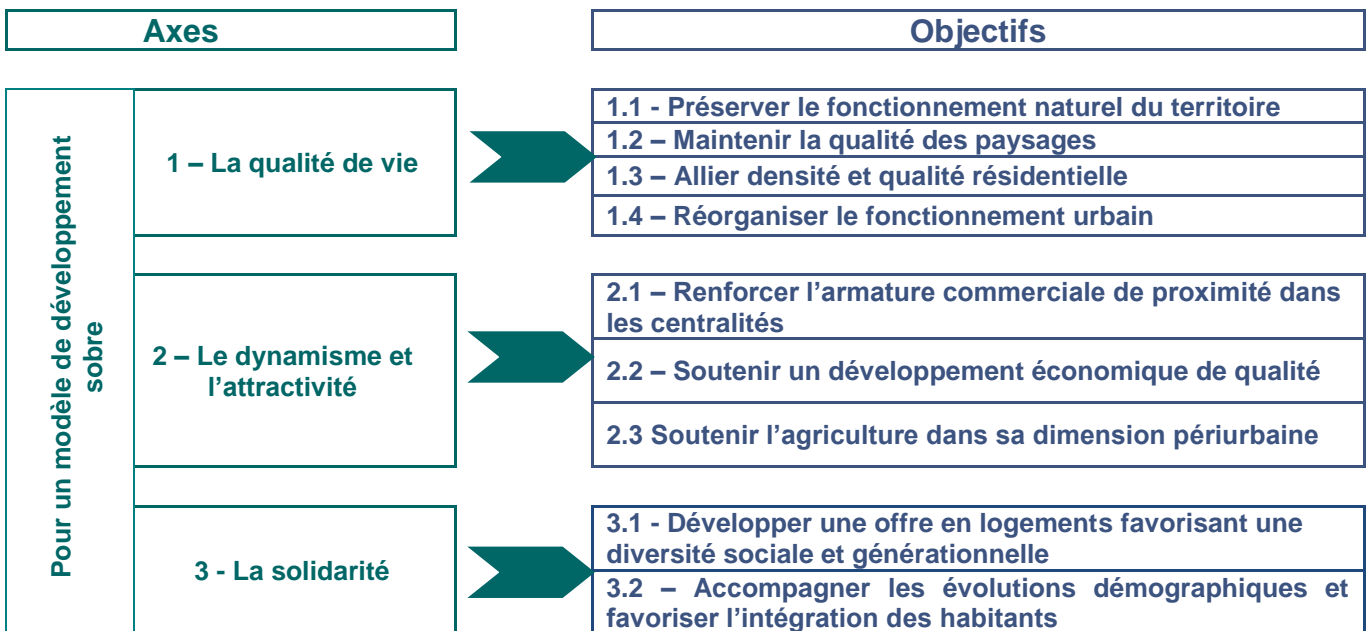 Axes
Objectifs
Pour un modèle de développement
sobre
1 – La qualité de vie
1.1 - Préserver le fonctionnement naturel du territoire
1.2 – Maintenir la qualité des paysages
1.3 – Allier densité et qualité résidentielle
1.4 – Réorganiser le fonctionnement urbain
2 – Le dynamisme et
l’attractivité
2.1 – Renforcer l’armature commerciale de proximité dans
les centralités
2.2 – Soutenir un développement économique de qualité
2.3 Soutenir l’agriculture dans sa dimension périurbaine
3 - La solidarité
3.1 - Développer une offre en logements favorisant une
diversité sociale et générationnelle
3.2 – Accompagner les évolutions démographiques et
favoriser l’intégration des habitants